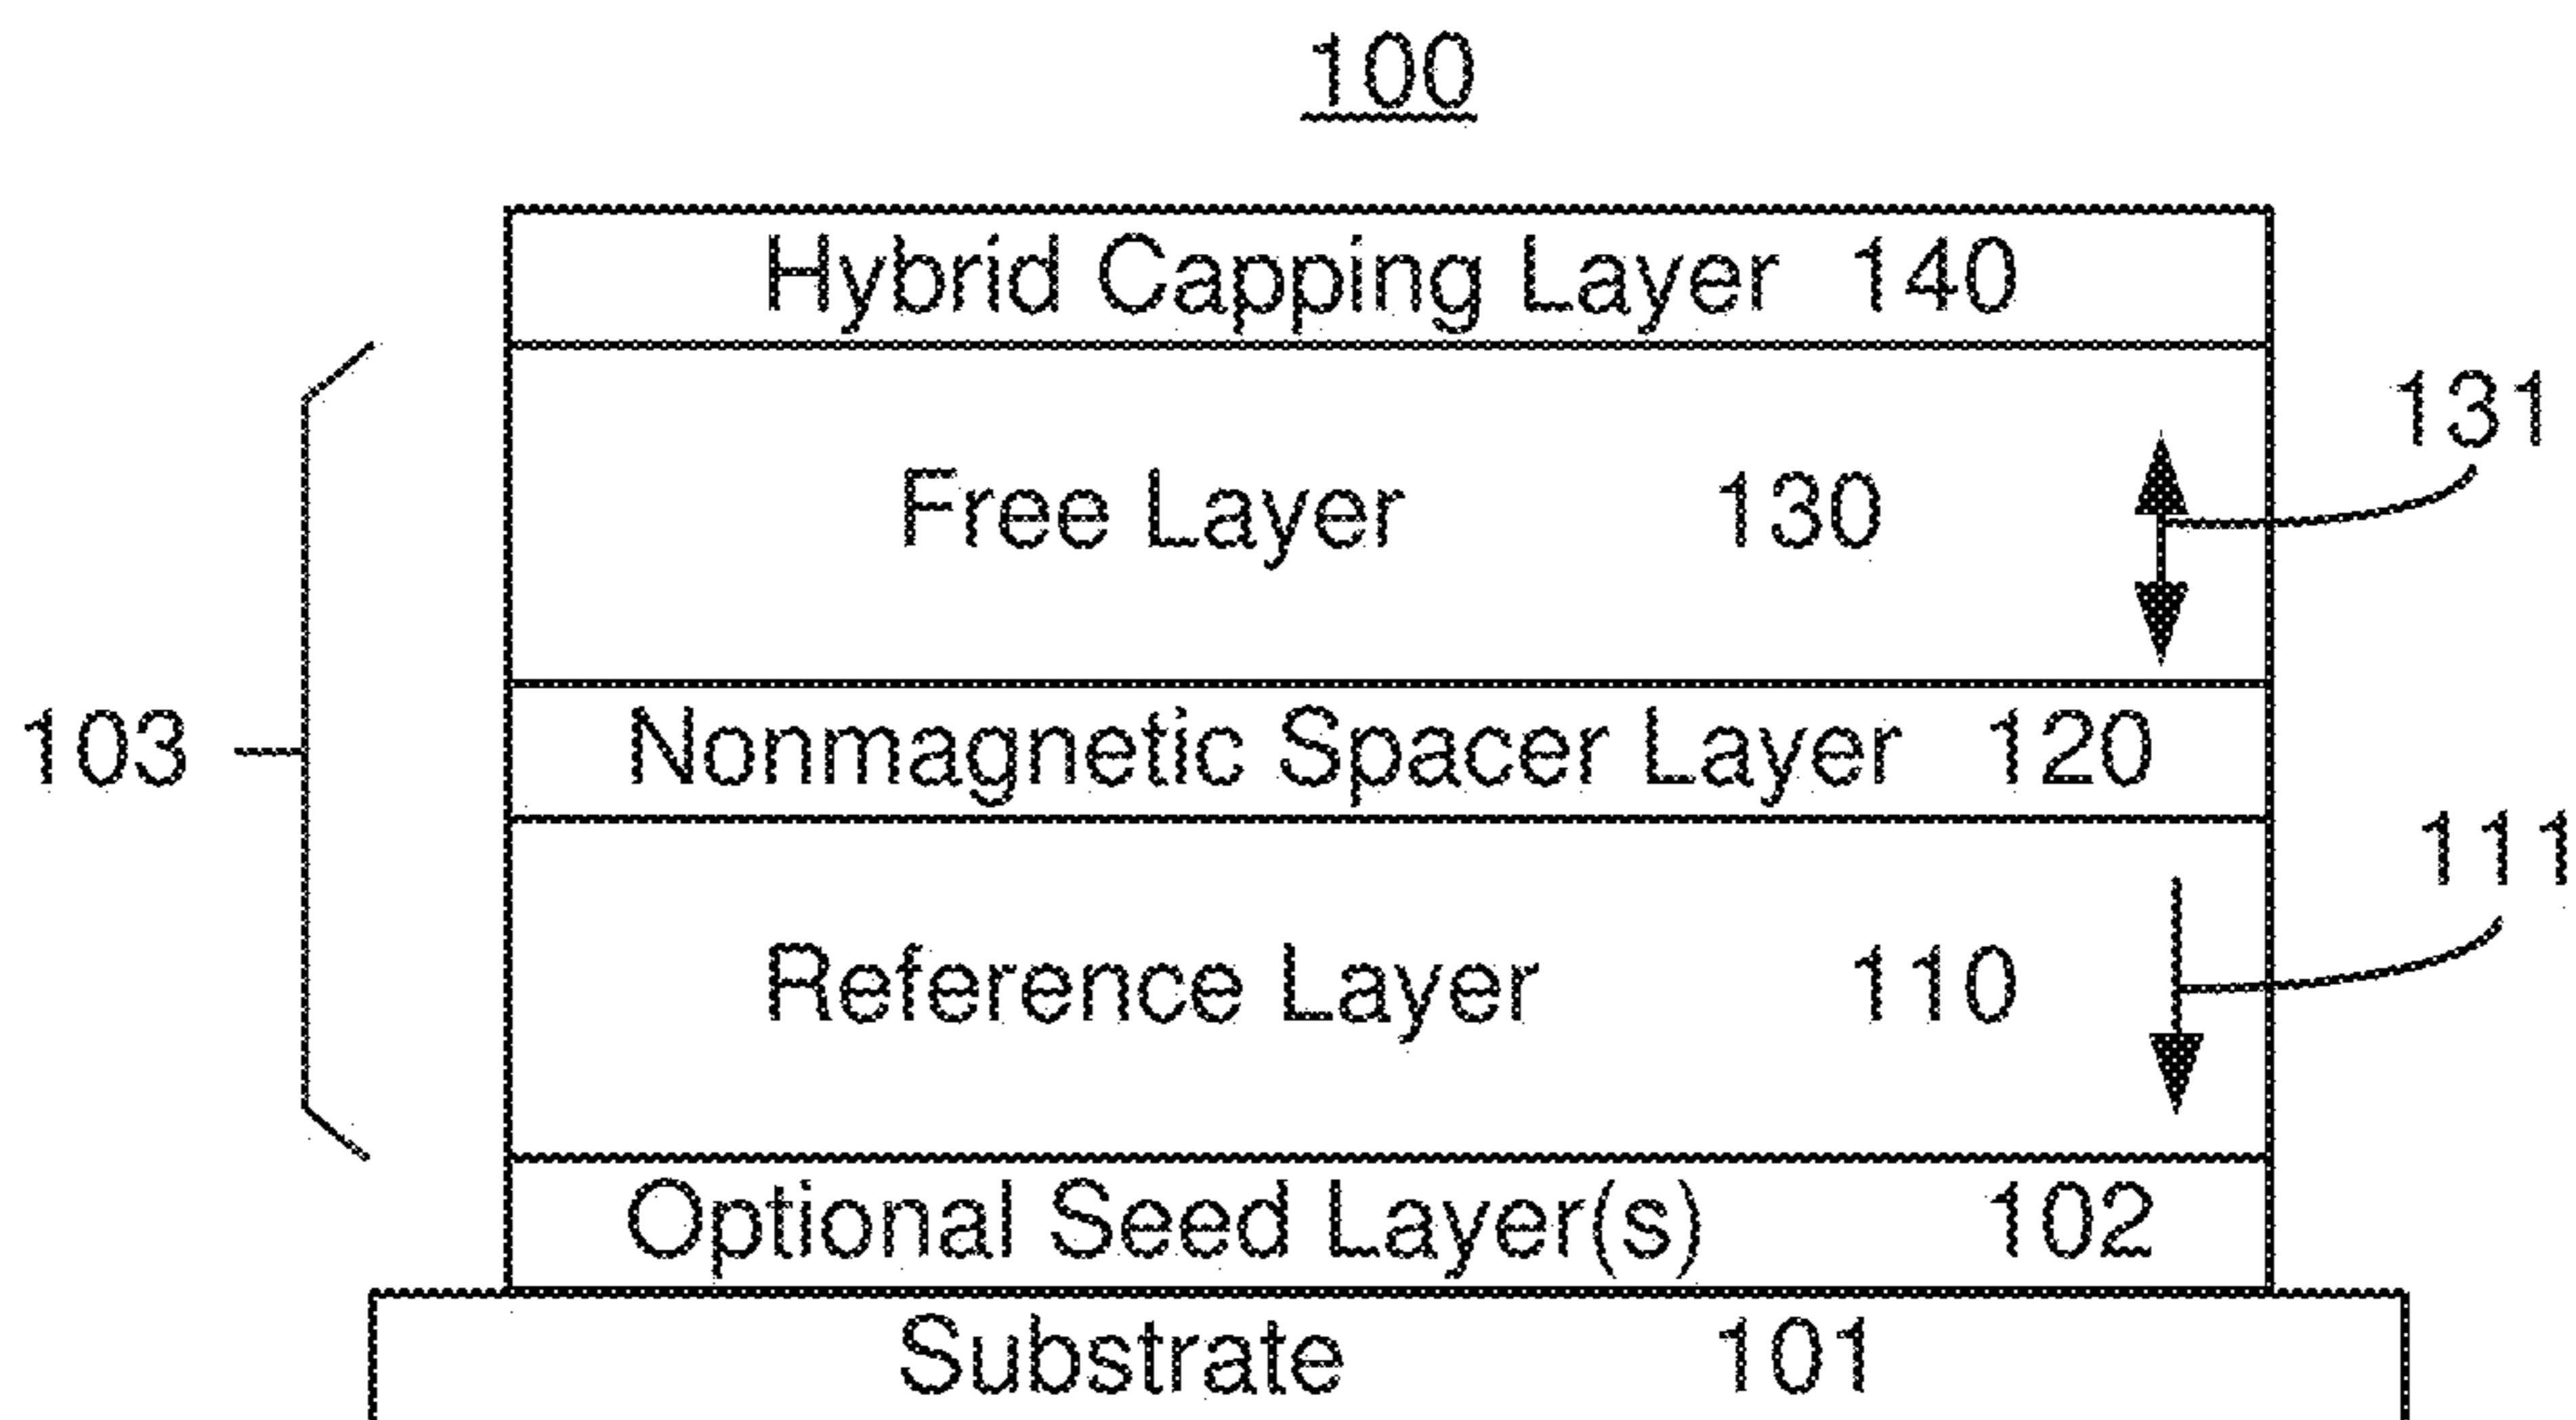 100
Hybrid Capping Layer 140
131
Free Layer 130
103
Nonmagnetic Spacer Layer 120
111
Reference Layer 110
Optional Seed Layer(s) 102
Substrate 101